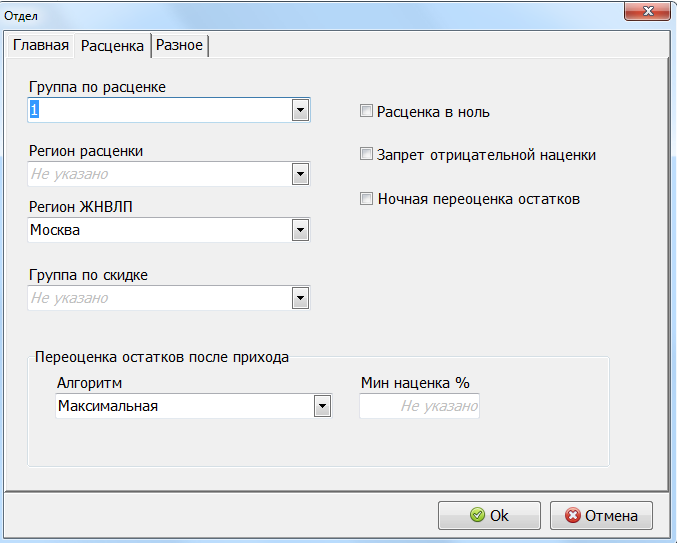 Отдел
Главная
Расценка
Разное
Группа по расценке
1
Расценка в ноль
Регион расценки
Запрет отрицательной наценки
Не указано
Регион ЖНВЛП
Ночная переоценка остатков
Москва
Группа по скидке
Не указано
Переоценка остатков после прихода
Алгоритм
Мин наценка %
Максимальная
Не указано
Ok
Отмена